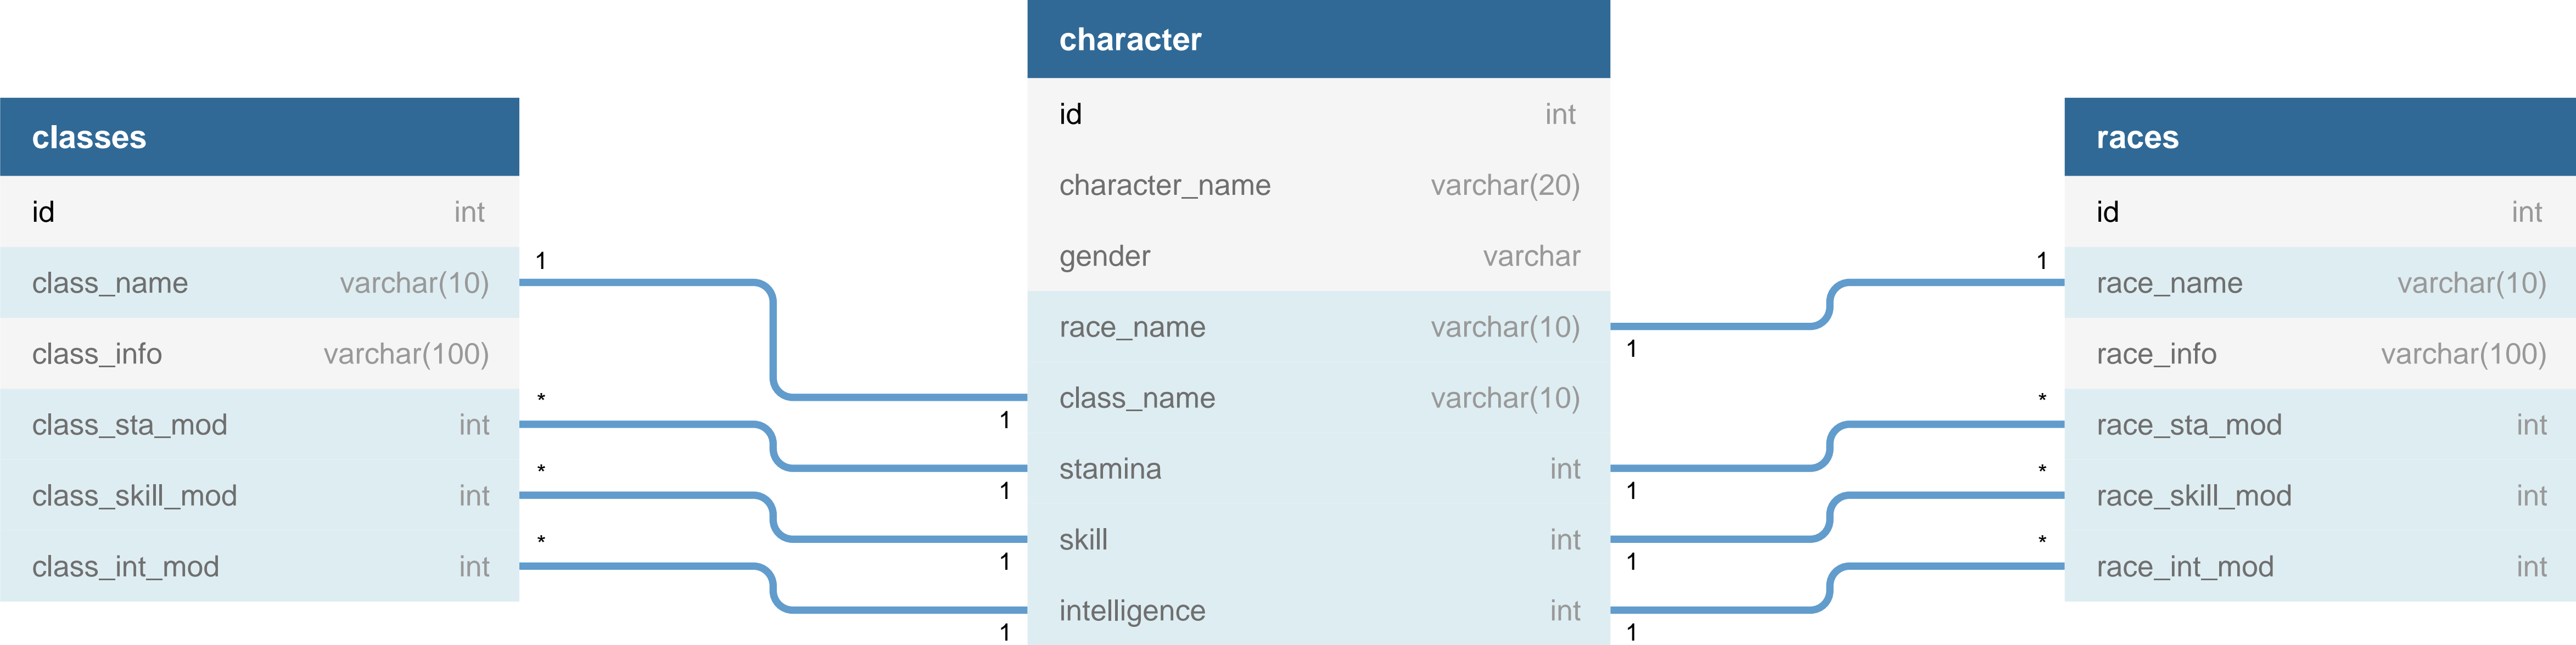 classes
id int
class_name varchar(10)
class_info varchar(100)
class_sta_mod int
class_skill_mod int
class_int_mod int
1
*
*
*
1
1
1
1
character
id int
character_name varchar(20)
gender varchar
race_name varchar(10)
class_name varchar(10)
stamina int
skill int
intelligence int
1
1
1
1
1
*
*
*
races
id int
race_name varchar(10)
race_info varchar(100)
race_sta_mod int
race_skill_mod int
race_int_mod int